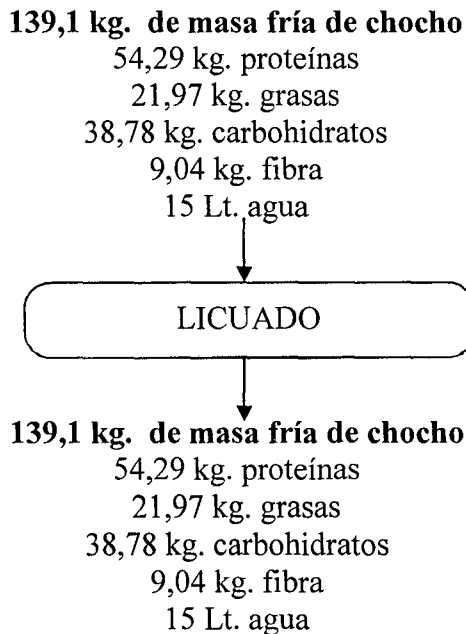 139,1 kg. de masa fría de chocho
54,29 kg. proteínas
21,97 kg. grasas
38,78 kg. carbohidratos
9,04 kg. fibra
15 Lt. agua
LICUADO
139,1 kg. de masa fría de chocho
54,29 kg. proteínas
21,97 kg. grasas
38,78 kg. carbohidratos
9,04 kg. fibra
15 Lt. agua